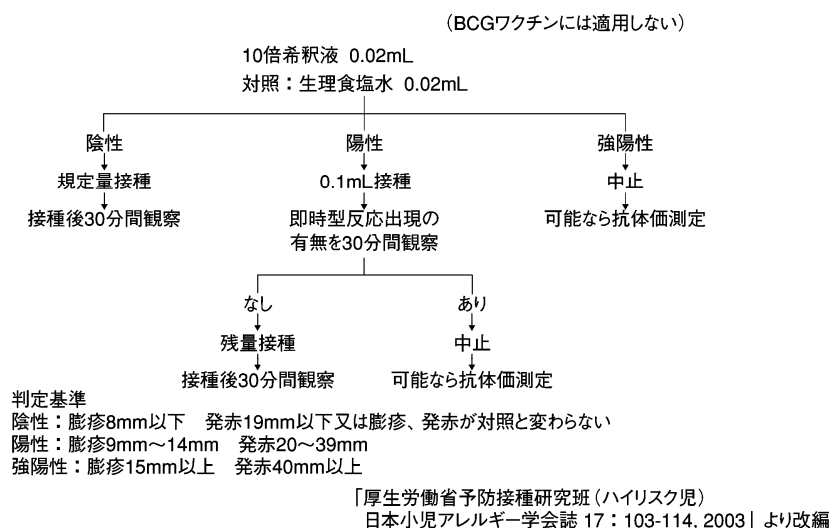 （BCGワクチンには適用しない）
10倍希釈液 0.02mL
対照：生理食塩水 0.02mL
陰性
規定量接種
接種後30分間観察
陽性
0.1mL接種
即時型反応出現の
有無を30分間観察
強陽性
中止
可能なら抗体価測定
なし
残量接種
接種後30分間観察
あり
中止
可能なら抗体価測定
判定基準
陰性：膨疹8mm以下 発赤19mm以下又は膨疹、発赤が対照と変わらない
陽性：膨疹9mm～14mm 発赤20～39mm
強陽性：膨疹15mm以上 発赤40mm以上
「厚生労働省予防接種研究班（ハイリスク児）
日本小児アレルギー学会誌 17：103-114, 2003」より改編